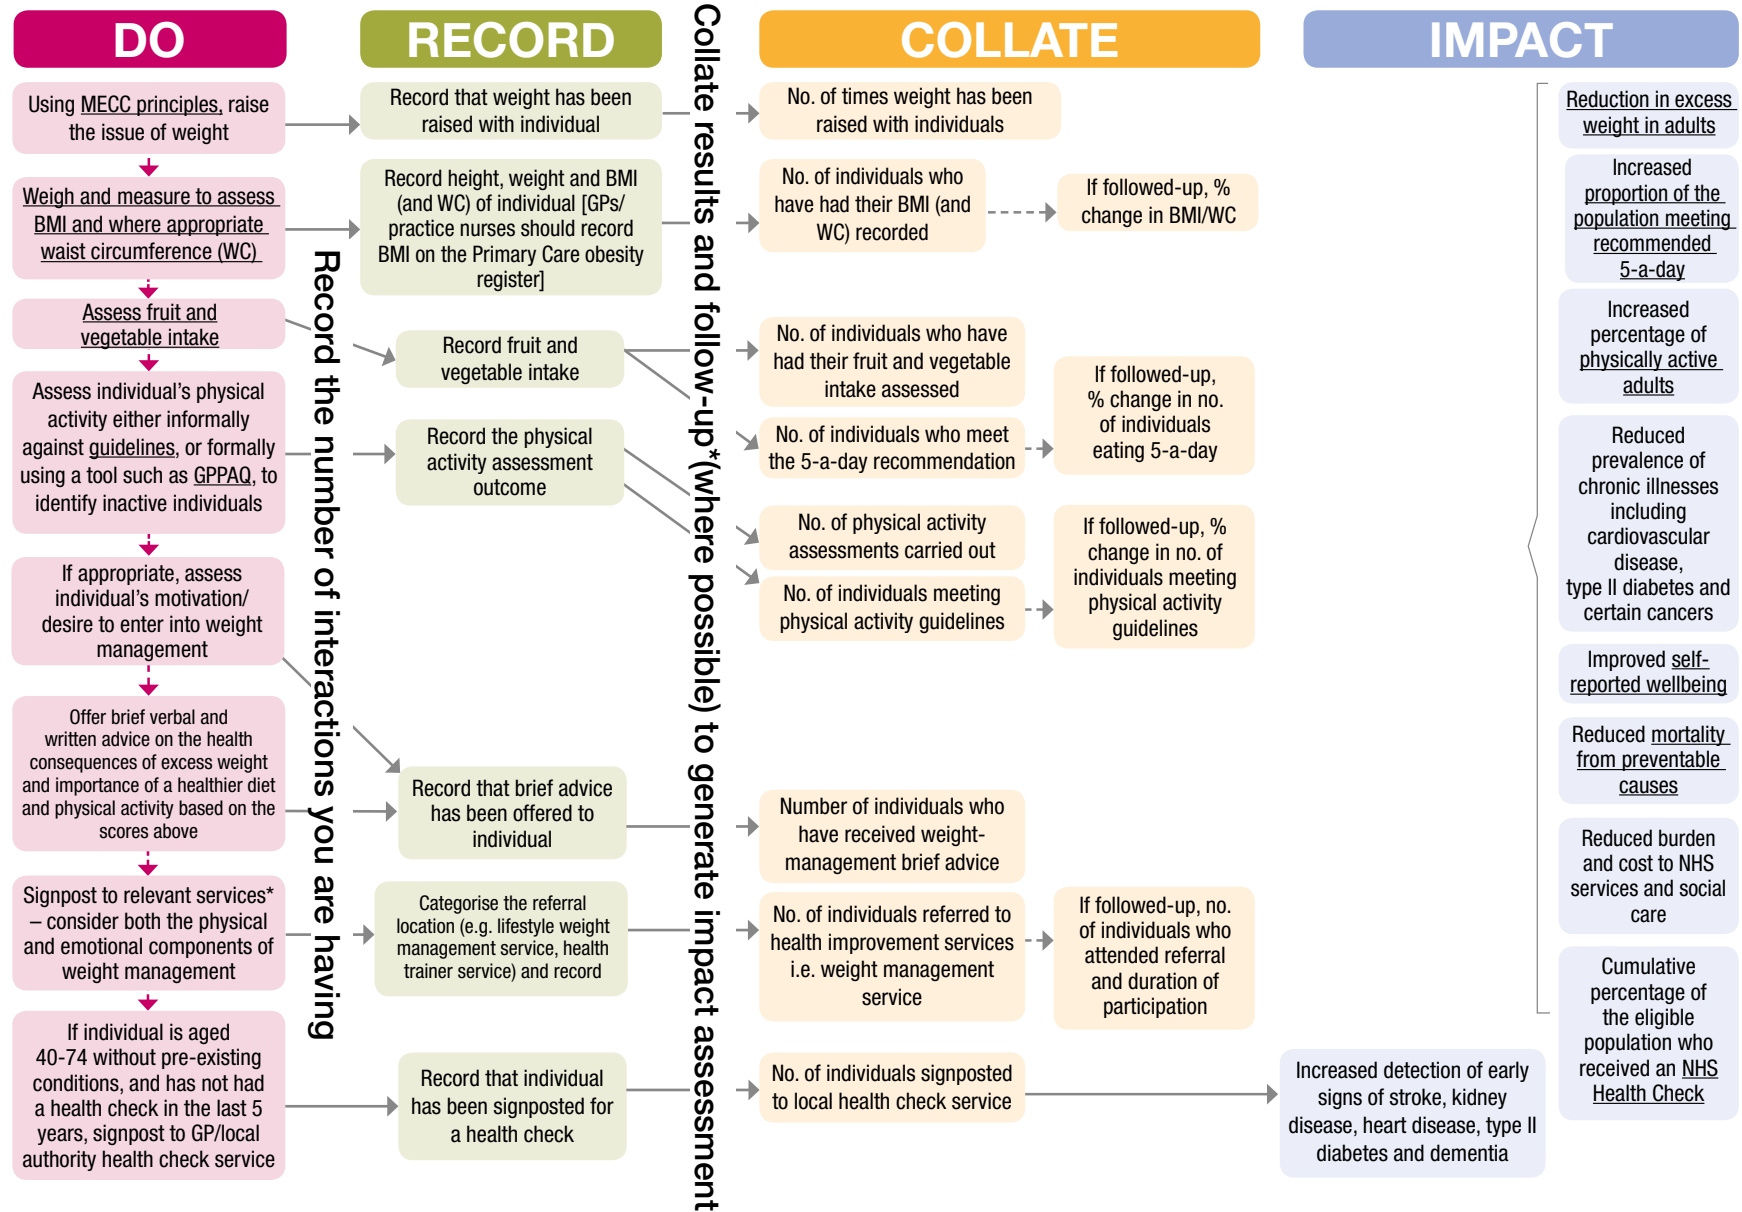 DO
Using MECC principles, raise
the issue of weight
Weigh and measure to assess
BMI and where appropriate
waist circumference (WC)
Assess fruit and
vegetable intake
Assess individual’s physical
activity either informally
against guidelines, or formally
using a tool such as GPPAQ, to
identify inactive individuals
If appropriate, assess
individual’s motivation/
desire to enter into weight
management
Offer brief verbal and
written advice on the health
consequences of excess weight
and importance of a healthier diet
and physical activity based on the
scores above
Signpost to relevant services*
– consider both the physical
and emotional components of
weight management
If individual is aged
40-74 without pre-existing
conditions, and has not had
a health check in the last 5
years, signpost to GP/local
authority health check service
Record the number of interactions you are having
RECORD
Record that weight has been
raised with individual
Record height, weight and BMI
(and WC) of individual [GPs/
practice nurses should record
BMI on the Primary Care obesity
register]
Record fruit and
vegetable intake
Record the physical
activity assessment
outcome
Record that brief advice
has been offered to
individual
Categorise the referral
location (e.g. lifestyle weight
management service, health
trainer service) and record
Record that individual
has been signposted for
a health check
Collate results and follow-up*(where possible) to generate impact assessment
COLLATE
No. of times weight has been
raised with individuals
No. of individuals who
have had their BMI (and
WC) recorded
If followed-up, %
change in BMI/WC
No. of individuals who have
had their fruit and vegetable
intake assessed
No. of individuals who meet
the 5-a-day recommendation
If followed-up,
% change in no.
of individuals
eating 5-a-day
No. of physical activity
assessments carried out
No. of individuals meeting
physical activity guidelines
If followed-up, %
change in no. of
individuals meeting
physical activity
guidelines
Number of individuals who
have received weight-
management brief advice
No. of individuals referred to
health improvement services
i.e. weight management
service
If followed-up, no.
of individuals who
attended referral
and duration of
participation
No. of individuals signposted
to local health check service
IMPACT
Reduction in excess
weight in adults
Increased
proportion of the
population meeting
recommended
5-a-day
Increased
percentage of
physically active
adults
Reduced
prevalence of
chronic illnesses
including
cardiovascular
disease,
type II diabetes and
certain cancers
Improved self-
reported wellbeing
Reduced mortality
from preventable
causes
Reduced burden
and cost to NHS
services and social
care
Cumulative
percentage of
the eligible
population who
received an NHS
Health Check
Increased detection of early
signs of stroke, kidney
disease, heart disease, type II
diabetes and dementia